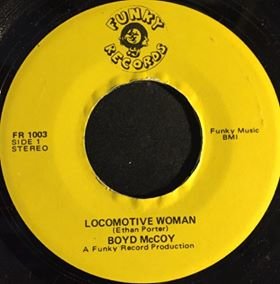 FUNKY
RECORDS
FR 1003
SIDE 1
STEREO
Funky Music
BMI
LOCOMOTIVE WOMAN
(Ethan Porter)
BOYD McCOY
A Funky Record Production